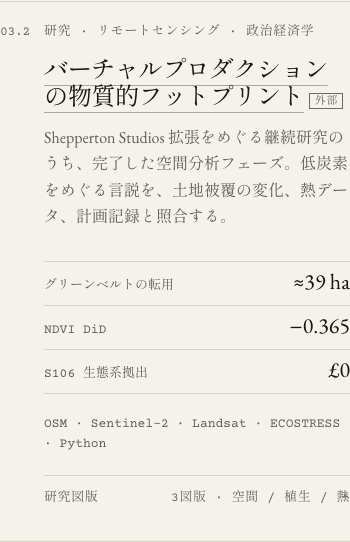 03.2 研究 · リモートセンシング · 政治経済学
バーチャルプロダクション
の物質的フットプリント 外部
Shepperton Studios 拡張をめぐる継続研究の
うち、完了した空間分析フェーズ。低炭素
をめぐる言説を、土地被覆の変化、熱デー
タ、計画記録と照合する。
グリーンベルトの転用 ≈39 ha
NDVI DiD −0.365
S106 生態系拠出 £0
OSM · Sentinel-2 · Landsat · ECOSTRESS
· Python
研究図版 3図版 · 空間 / 植生 / 熱